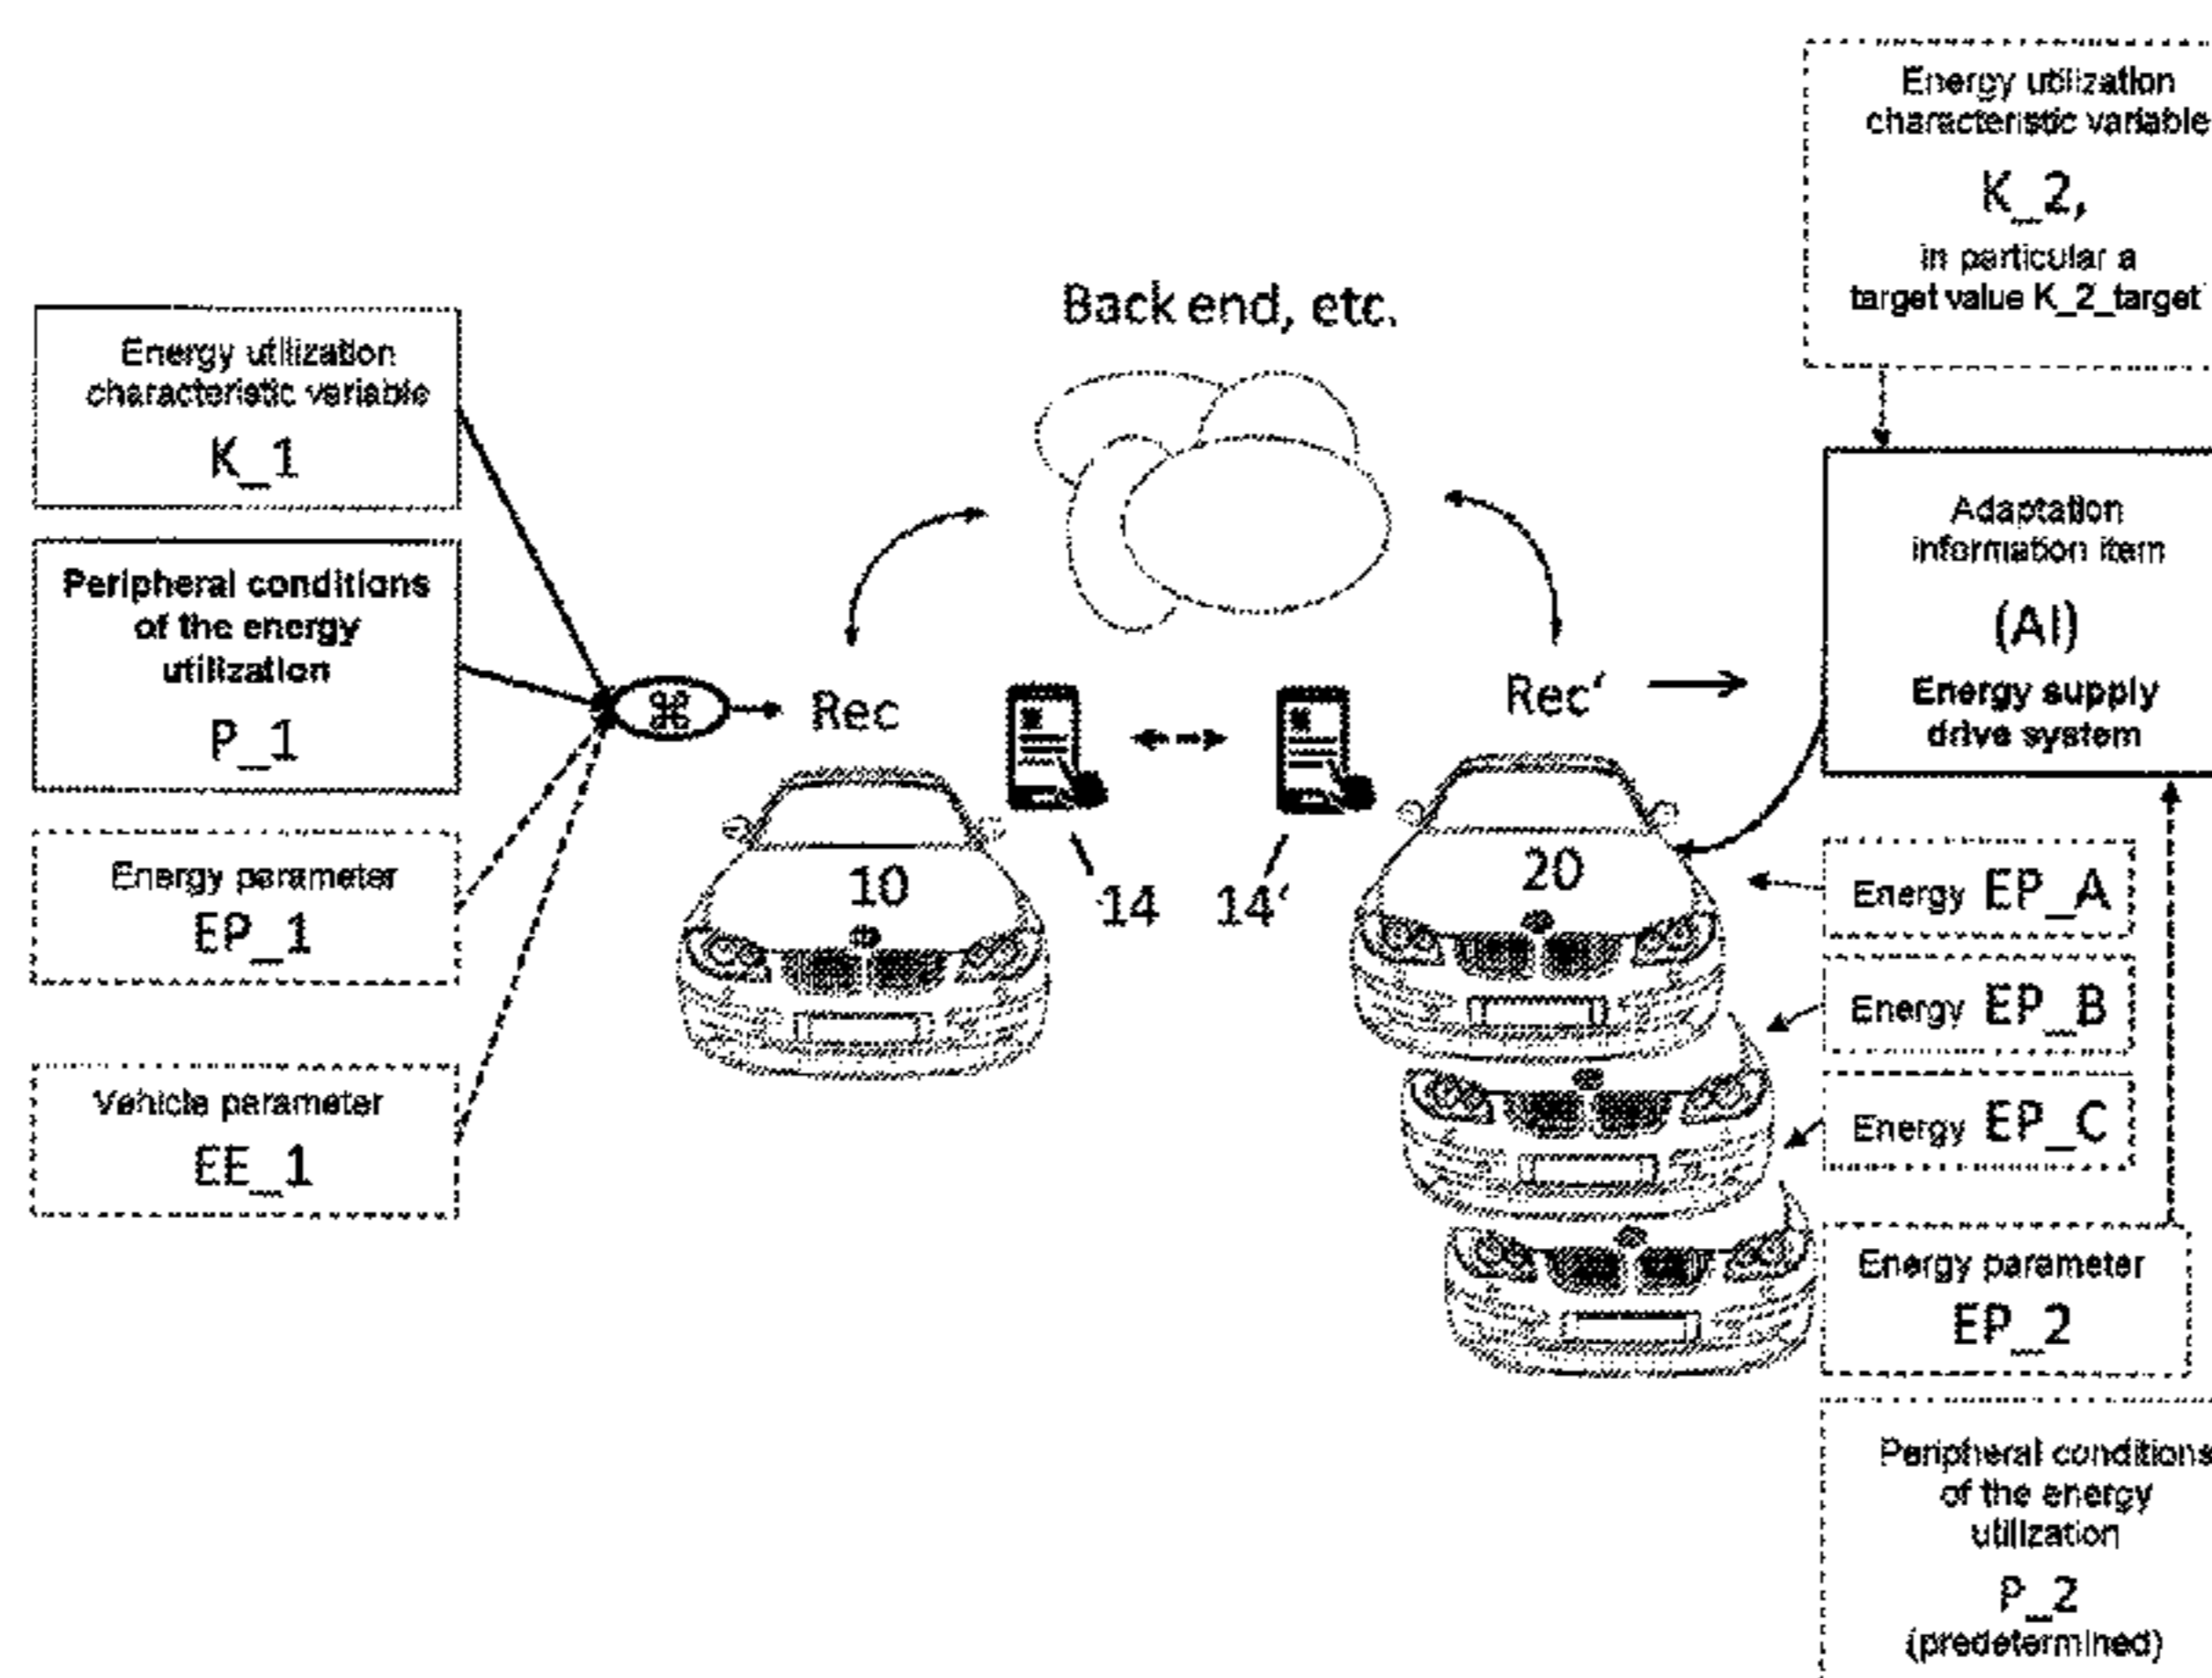 Energy utilization
characteristic variable
K_2,
in particular a
target value K_2_target
Back end, etc.
Energy utilization
characteristic variable
K_1
Peripheral conditions
of the energy
utilization
P_1
Energy parameter
EP_1
Vehicle parameter
EE_1
⌘
Rec
Rec‘
10
14
14‘
20
Adaptation
information item
(AI)
Energy supply
drive system
Energy EP_A
Energy EP_B
Energy EP_C
Energy parameter
EP_2
Peripheral conditions
of the energy
utilization
P_2
(predetermined)